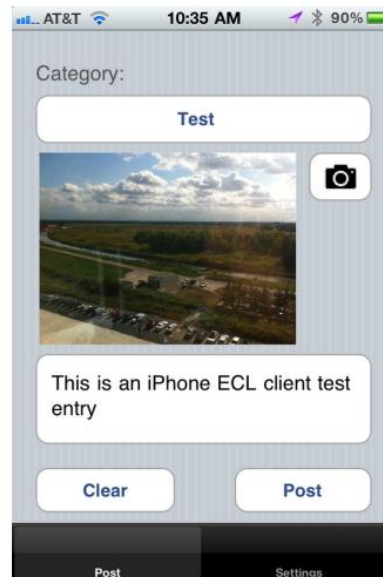 AT&T 10:35 AM 90%
Category:
Test
This is an iPhone ECL client test
entry
Clear Post
Post Settings